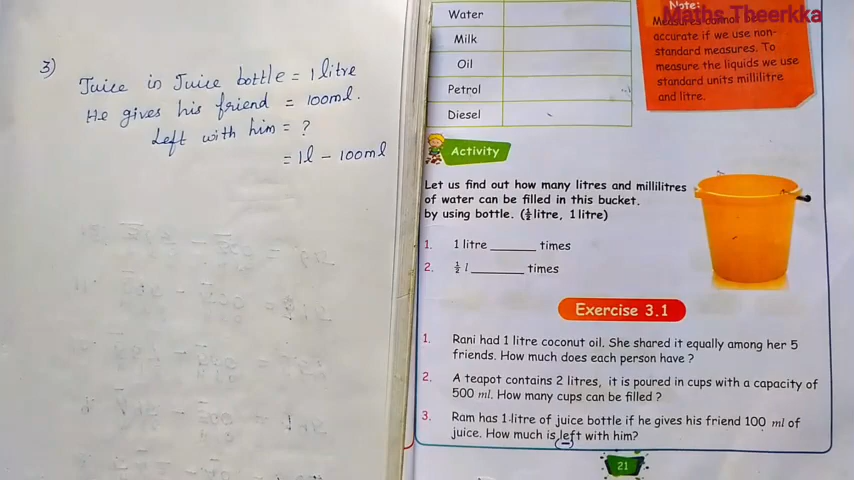 3)
Juice in Juice bottle = 1 litre
He gives his friend = 100ml.
Left with him = ?
= 1l - 100ml
Water
Milk
Oil
Petrol
Diesel
Note:
Maths Theerkka
Measures cannot be
accurate if we use non-
standard measures. To
measure the liquids we use
standard units millilitre
and litre.
Activity
Let us find out how many litres and millilitres
of water can be filled in this bucket.
by using bottle. (½ litre, 1 litre)
1. 1 litre ______ times
2. ½ l ______ times
Exercise 3.1
1. Rani had 1 litre coconut oil. She shared it equally among her 5
friends. How much does each person have ?
2. A teapot contains 2 litres, it is poured in cups with a capacity of
500 ml. How many cups can be filled ?
3. Ram has 1 litre of juice bottle if he gives his friend 100 ml of
juice. How much is left with him?
21